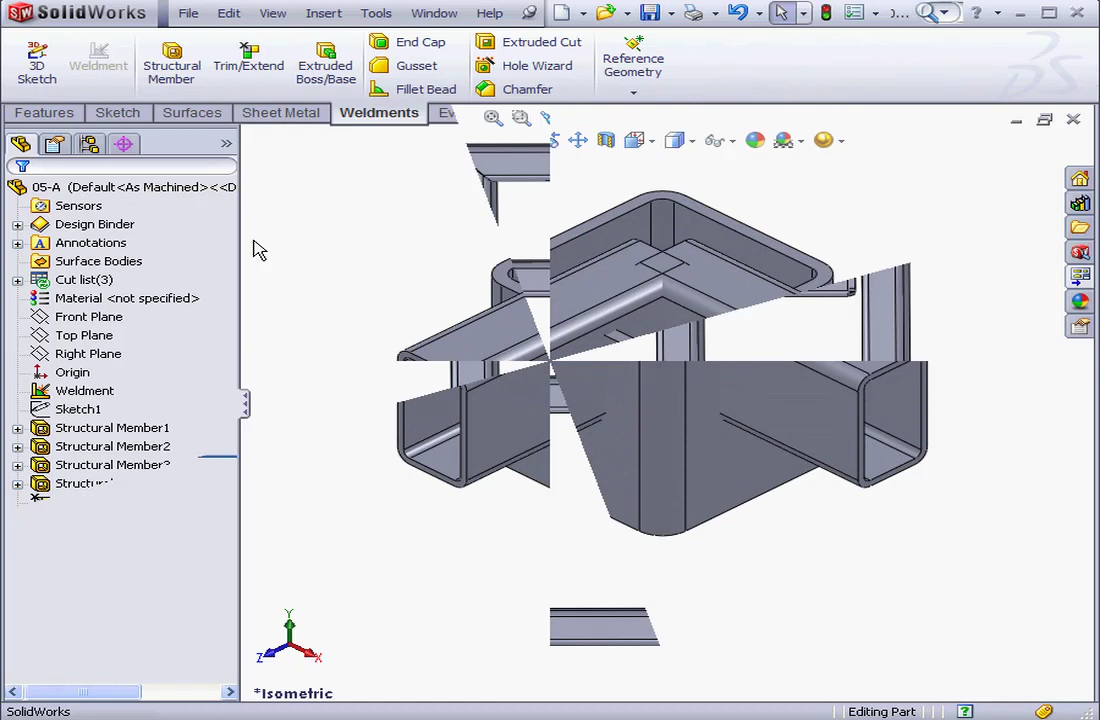 SolidWorks File Edit View Insert Tools Window Help )... ?
3D Sketch
Weldment
Structural Member
Trim/Extend
Extruded Boss/Base
End Cap
Gusset
Fillet Bead
Extruded Cut
Hole Wizard
Chamfer
Reference Geometry
Features Sketch Surfaces Sheet Metal Weldments Ev
05-A (Default<As Machined><<D
Sensors
Design Binder
Annotations
Surface Bodies
Cut list(3)
Material <not specified>
Front Plane
Top Plane
Right Plane
Origin
Weldment
Sketch1
Structural Member1
Structural Member2
Structural Member
Y
Z X
*Isometric
SolidWorks Editing Part